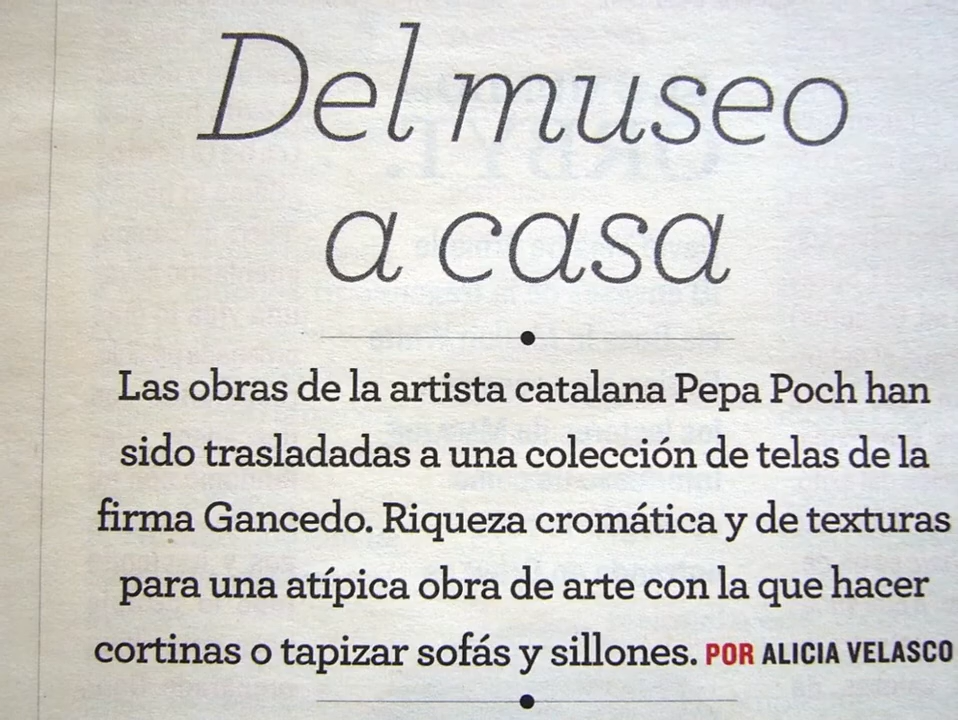 Del museo
a casa
Las obras de la artista catalana Pepa Poch han
sido trasladadas a una colección de telas de la
firma Gancedo. Riqueza cromática y de texturas
para una atípica obra de arte con la que hacer
cortinas o tapizar sofás y sillones. POR ALICIA VELASCO